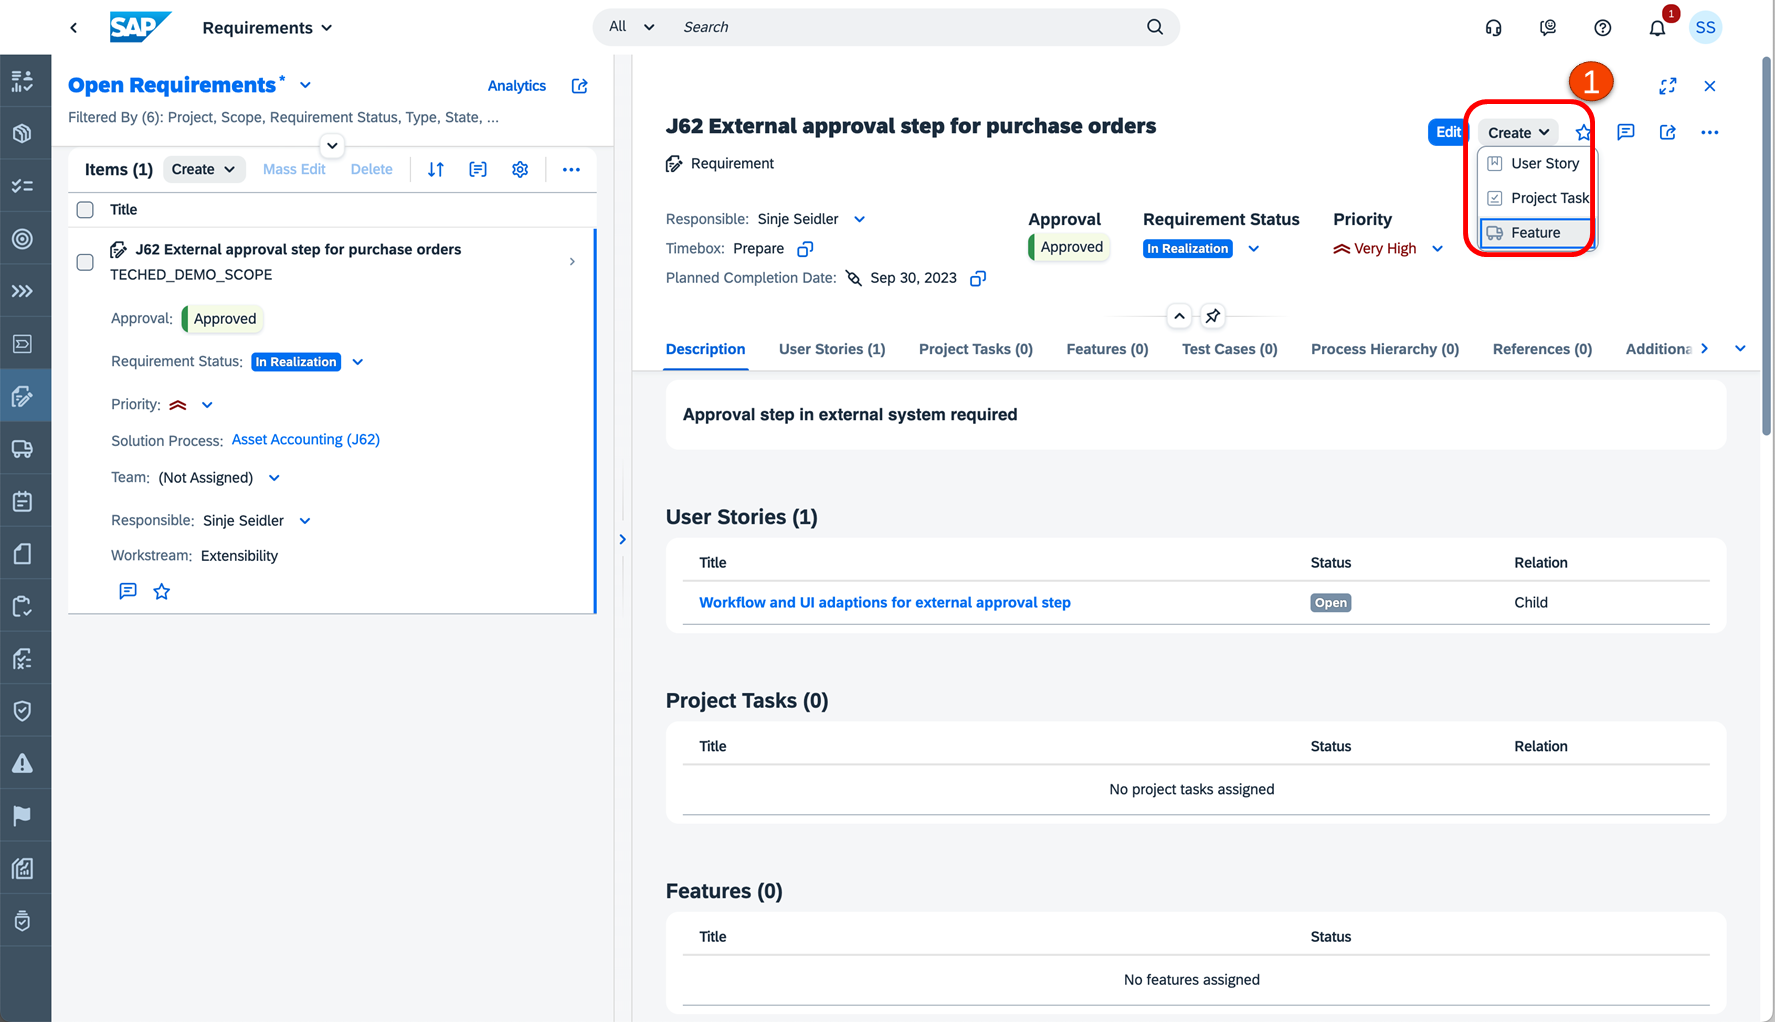 SAP Requirements
All Search
1
SS
1
Open Requirements*
Analytics
Filtered By (6): Project, Scope, Requirement Status, Type, State, ...
Items (1) Create Mass Edit Delete
Title
J62 External approval step for purchase orders
TECHED_DEMO_SCOPE
Approval: Approved
Requirement Status: In Realization
Priority:
Solution Process: Asset Accounting (J62)
Team: (Not Assigned)
Responsible: Sinje Seidler
Workstream: Extensibility
J62 External approval step for purchase orders
Requirement
Edit Create
User Story
Project Task
Feature
Responsible: Sinje Seidler
Timebox: Prepare
Planned Completion Date: Sep 30, 2023
Approval
Approved
Requirement Status
In Realization
Priority
Very High
Description User Stories (1) Project Tasks (0) Features (0) Test Cases (0) Process Hierarchy (0) References (0) Additiona
Approval step in external system required
User Stories (1)
Title Status Relation
Workflow and UI adaptions for external approval step Open Child
Project Tasks (0)
Title Status Relation
No project tasks assigned
Features (0)
Title Status
No features assigned